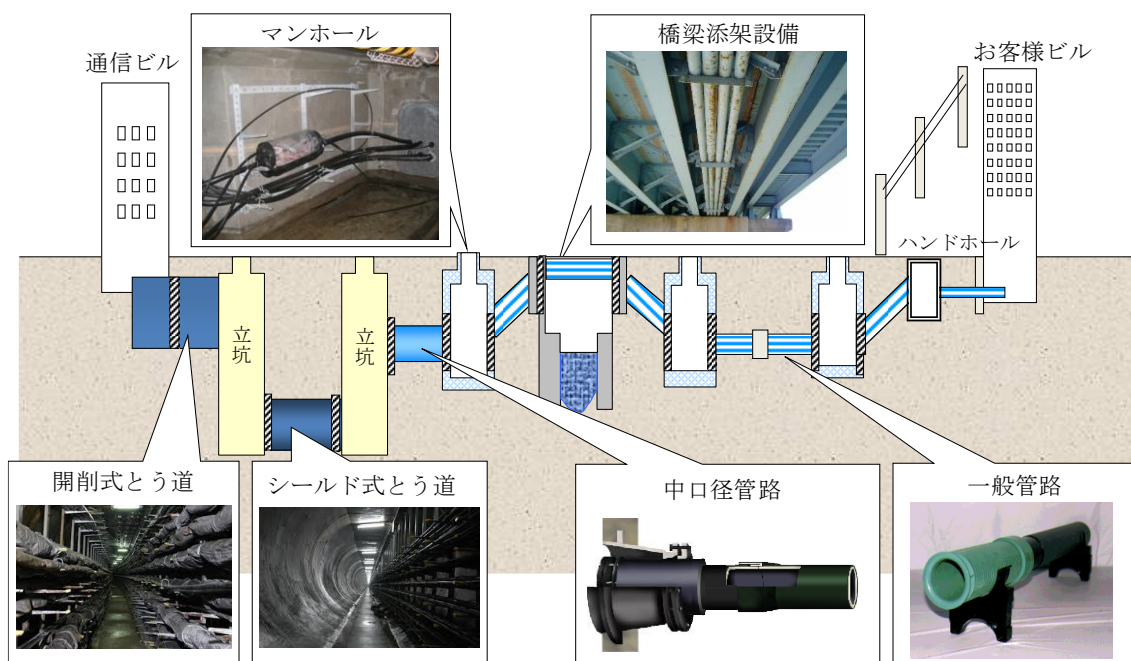 マンホール
橋梁添架設備
通信ビル
お客様ビル
ハンドホール
立坑
立坑
開削式とう道
シールド式とう道
中口径管路
一般管路